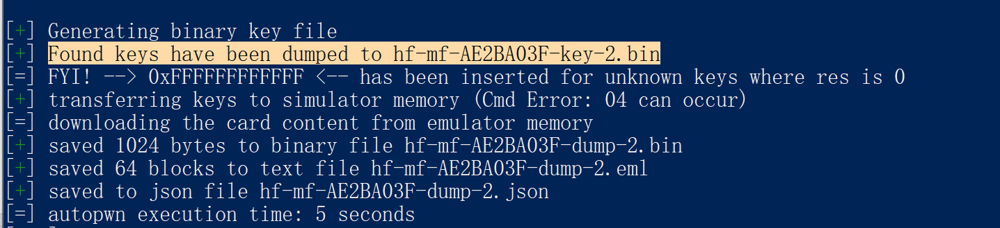 [+] Generating binary key file
[+] Found keys have been dumped to hf-mf-AE2BA03F-key-2.bin
[=] FYI! --> 0xFFFFFFFFFFFF <-- has been inserted for unknown keys where res is 0
[+] transferring keys to simulator memory (Cmd Error: 04 can occur)
[=] downloading the card content from emulator memory
[+] saved 1024 bytes to binary file hf-mf-AE2BA03F-dump-2.bin
[+] saved 64 blocks to text file hf-mf-AE2BA03F-dump-2.eml
[+] saved to json file hf-mf-AE2BA03F-dump-2.json
[=] autopwn execution time: 5 seconds